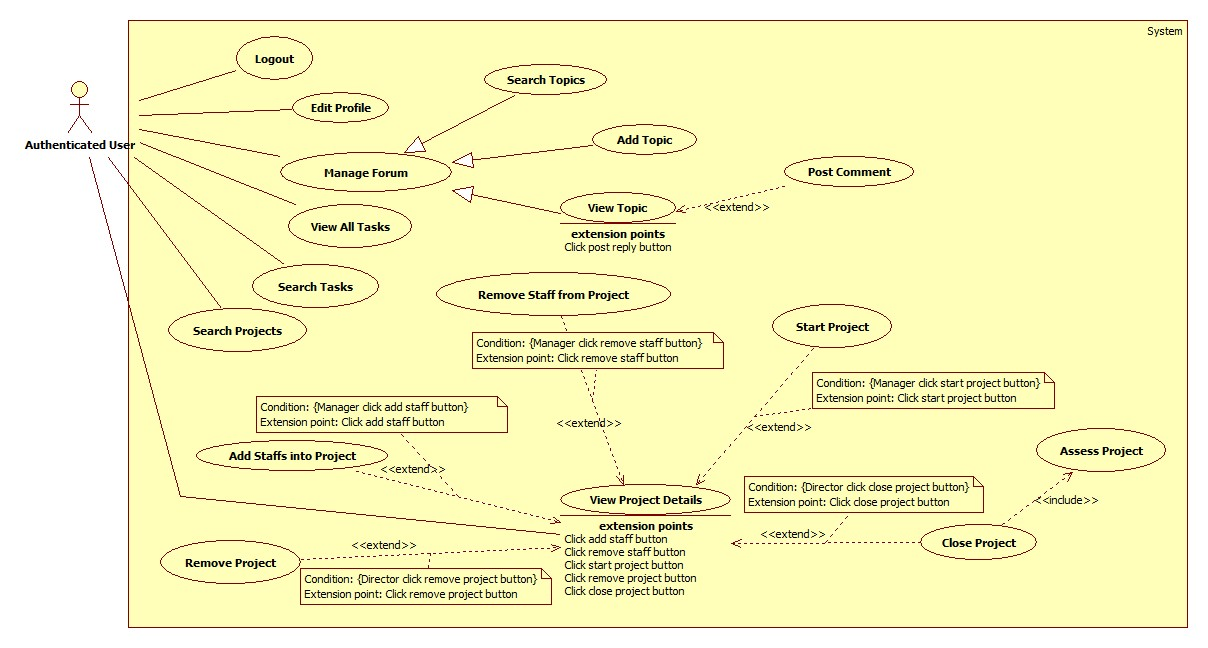 System
Logout
Search Topics
Edit Profile
Authenticated User
Add Topic
Manage Forum
Post Comment
View Topic
<<extend>>
extension points
Click post reply button
View All Tasks
Search Tasks
Remove Staff from Project
Search Projects
Start Project
Condition: {Manager click remove staff button}
Extension point: Click remove staff button
Condition: {Manager click start project button}
Extension point: Click start project button
Condition: {Manager click add staff button}
Extension point: Click add staff button
<<extend>>
<<extend>>
Add Staffs into Project
<<extend>>
Assess Project
View Project Details
Condition: {Director click close project button}
Extension point: Click close project button
<<include>>
extension points
Click add staff button
Click remove staff button
Click start project button
Click remove project button
Click close project button
<<extend>>
Close Project
<<extend>>
Remove Project
Condition: {Director click remove project button}
Extension point: Click remove project button